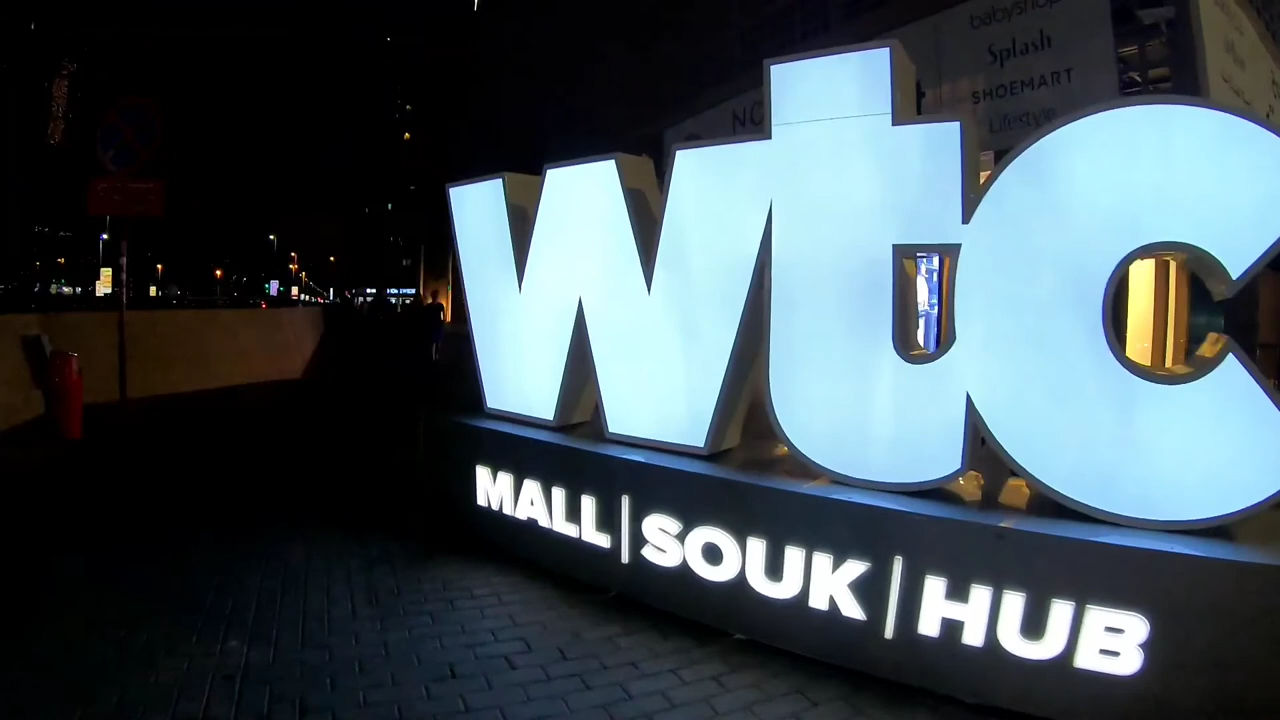 babyshop
Splash
SHOEMART
Lifestyle
wtc
MALL | SOUK | HUB